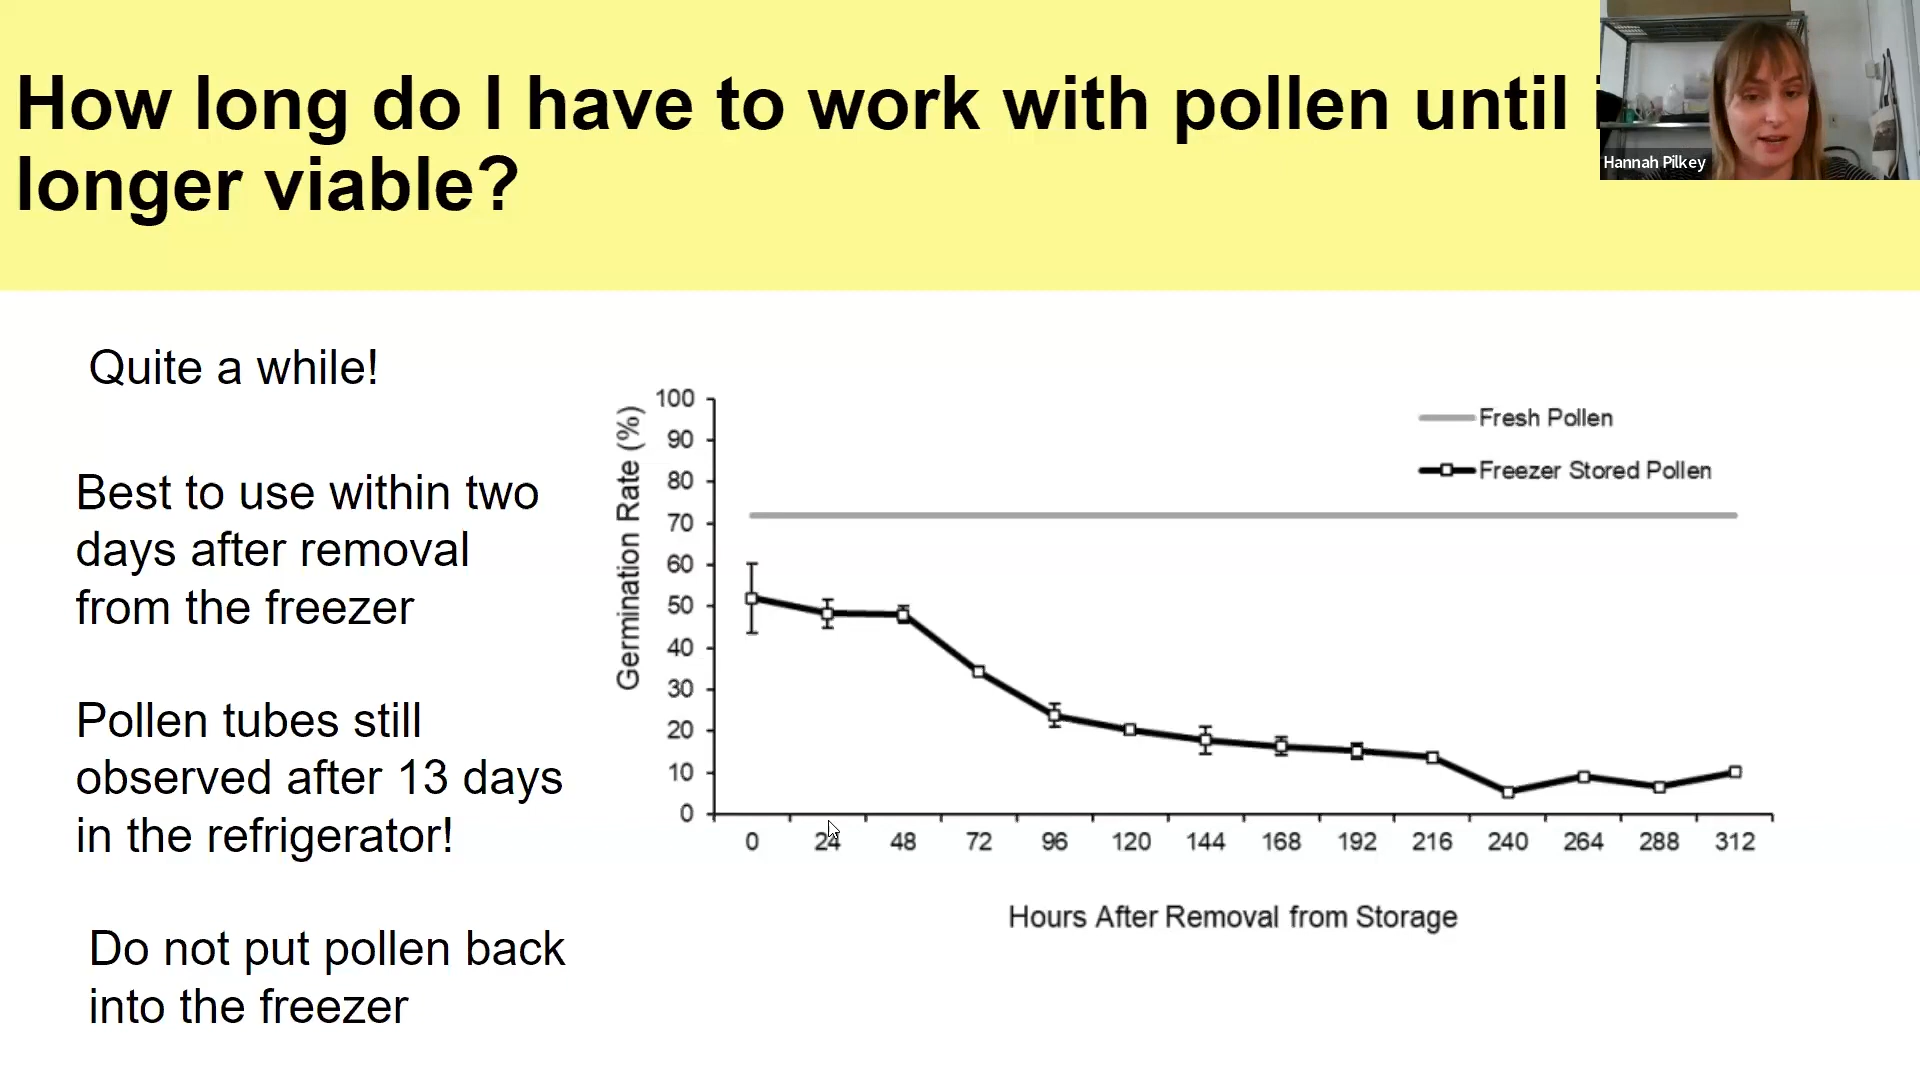 How long do I have to work with pollen until
longer viable?
Hannah Pilkey
Quite a while!
Best to use within two
days after removal
from the freezer
Pollen tubes still
observed after 13 days
in the refrigerator!
Do not put pollen back
into the freezer
Germination Rate (%)
100
90
80
70
60
50
40
30
20
10
0
Fresh Pollen
Freezer Stored Pollen
0 24 48 72 96 120 144 168 192 216 240 264 288 312
Hours After Removal from Storage